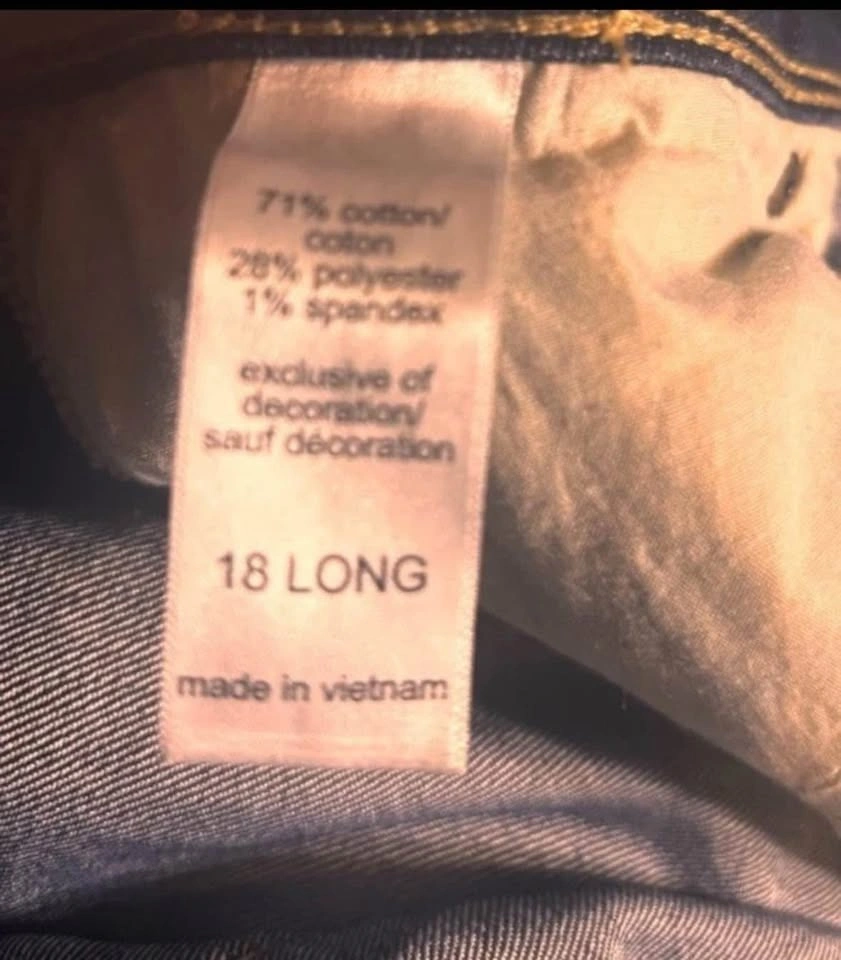 71% cotton/
coton
28% polyester
1% spandex
exclusive of
decoration/
sauf décoration
18 LONG
made in vietnam